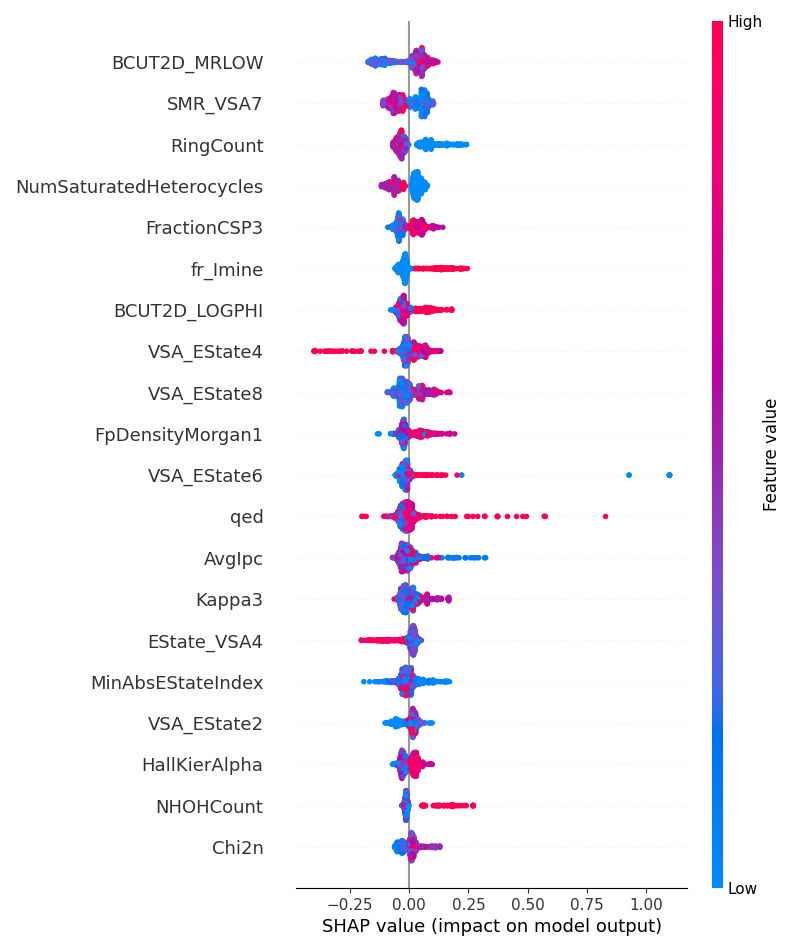 High
BCUT2D_MRLOW
SMR_VSA7
RingCount
NumSaturatedHeterocycles
FractionCSP3
fr_Imine
BCUT2D_LOGPHI
VSA_EState4
VSA_EState8
FpDensityMorgan1
VSA_EState6
qed
AvgIpc
Kappa3
EState_VSA4
MinAbsEStateIndex
VSA_EState2
HallKierAlpha
NHOHCount
Chi2n
Feature value
Low
−0.25 0.00 0.25 0.50 0.75 1.00
SHAP value (impact on model output)